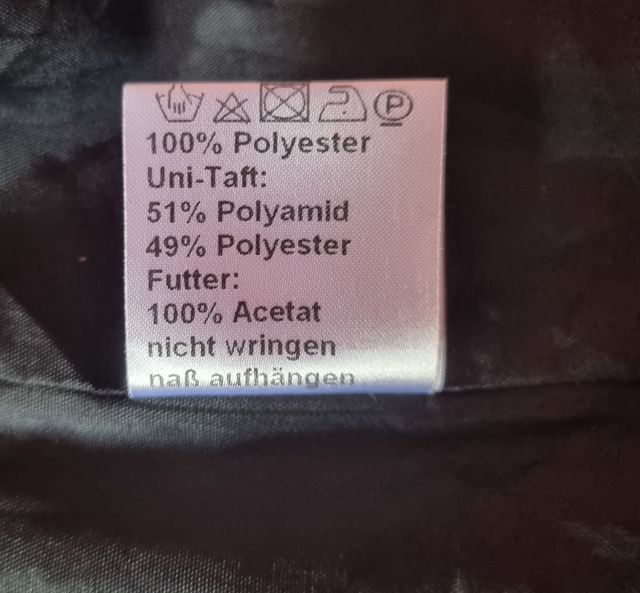 P
100% Polyester
Uni-Taft:
51% Polyamid
49% Polyester
Futter:
100% Acetat
nicht wringen
naß aufhängen